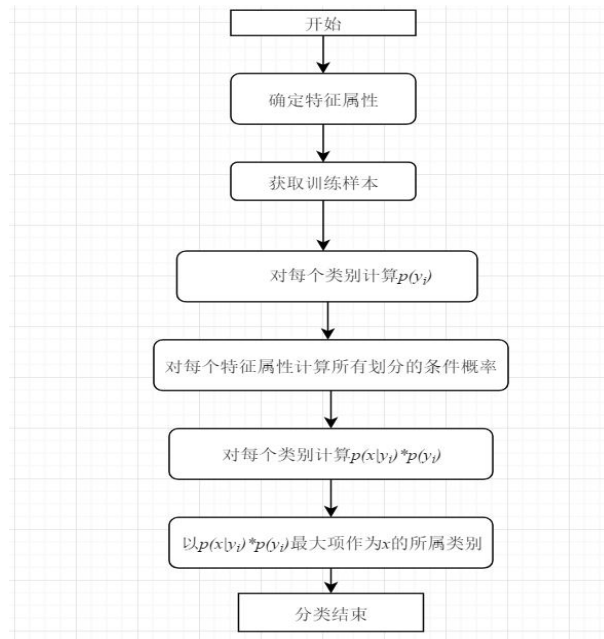 开始
确定特征属性
获取训练样本
对每个类别计算p(yi)
对每个特征属性计算所有划分的条件概率
对每个类别计算p(x|yi)*p(yi)
以p(x|yi)*p(yi)最大项作为x的所属类别
分类结束